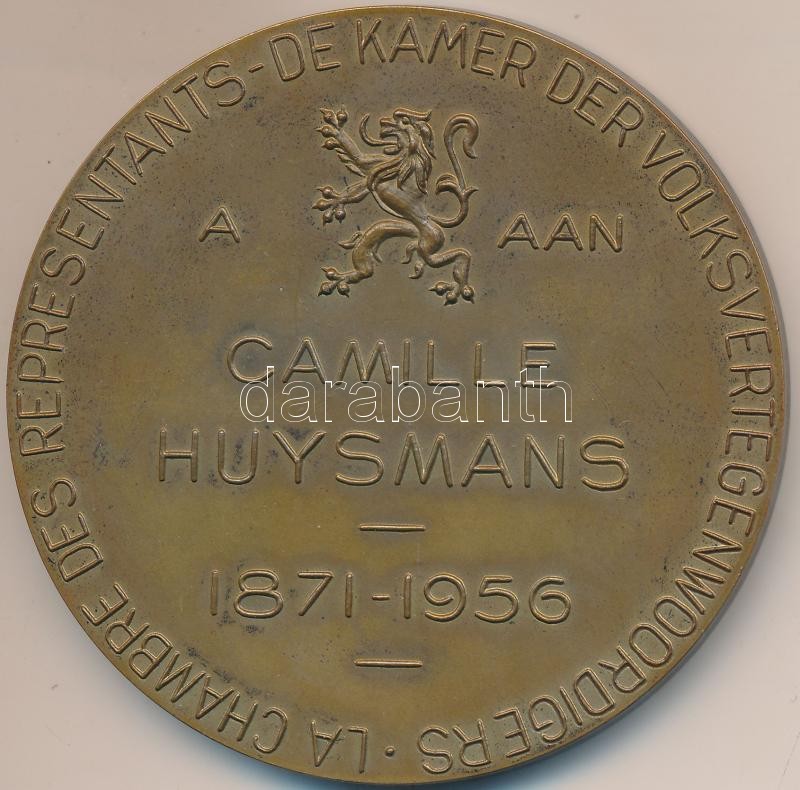 LA CHAMBRE DES REPRESENTANTS - DE KAMER DER VOLKSVERTEGENWOORDIGERS ·
A AAN
CAMILLE
darabanth
HUYSMANS
1871-1956